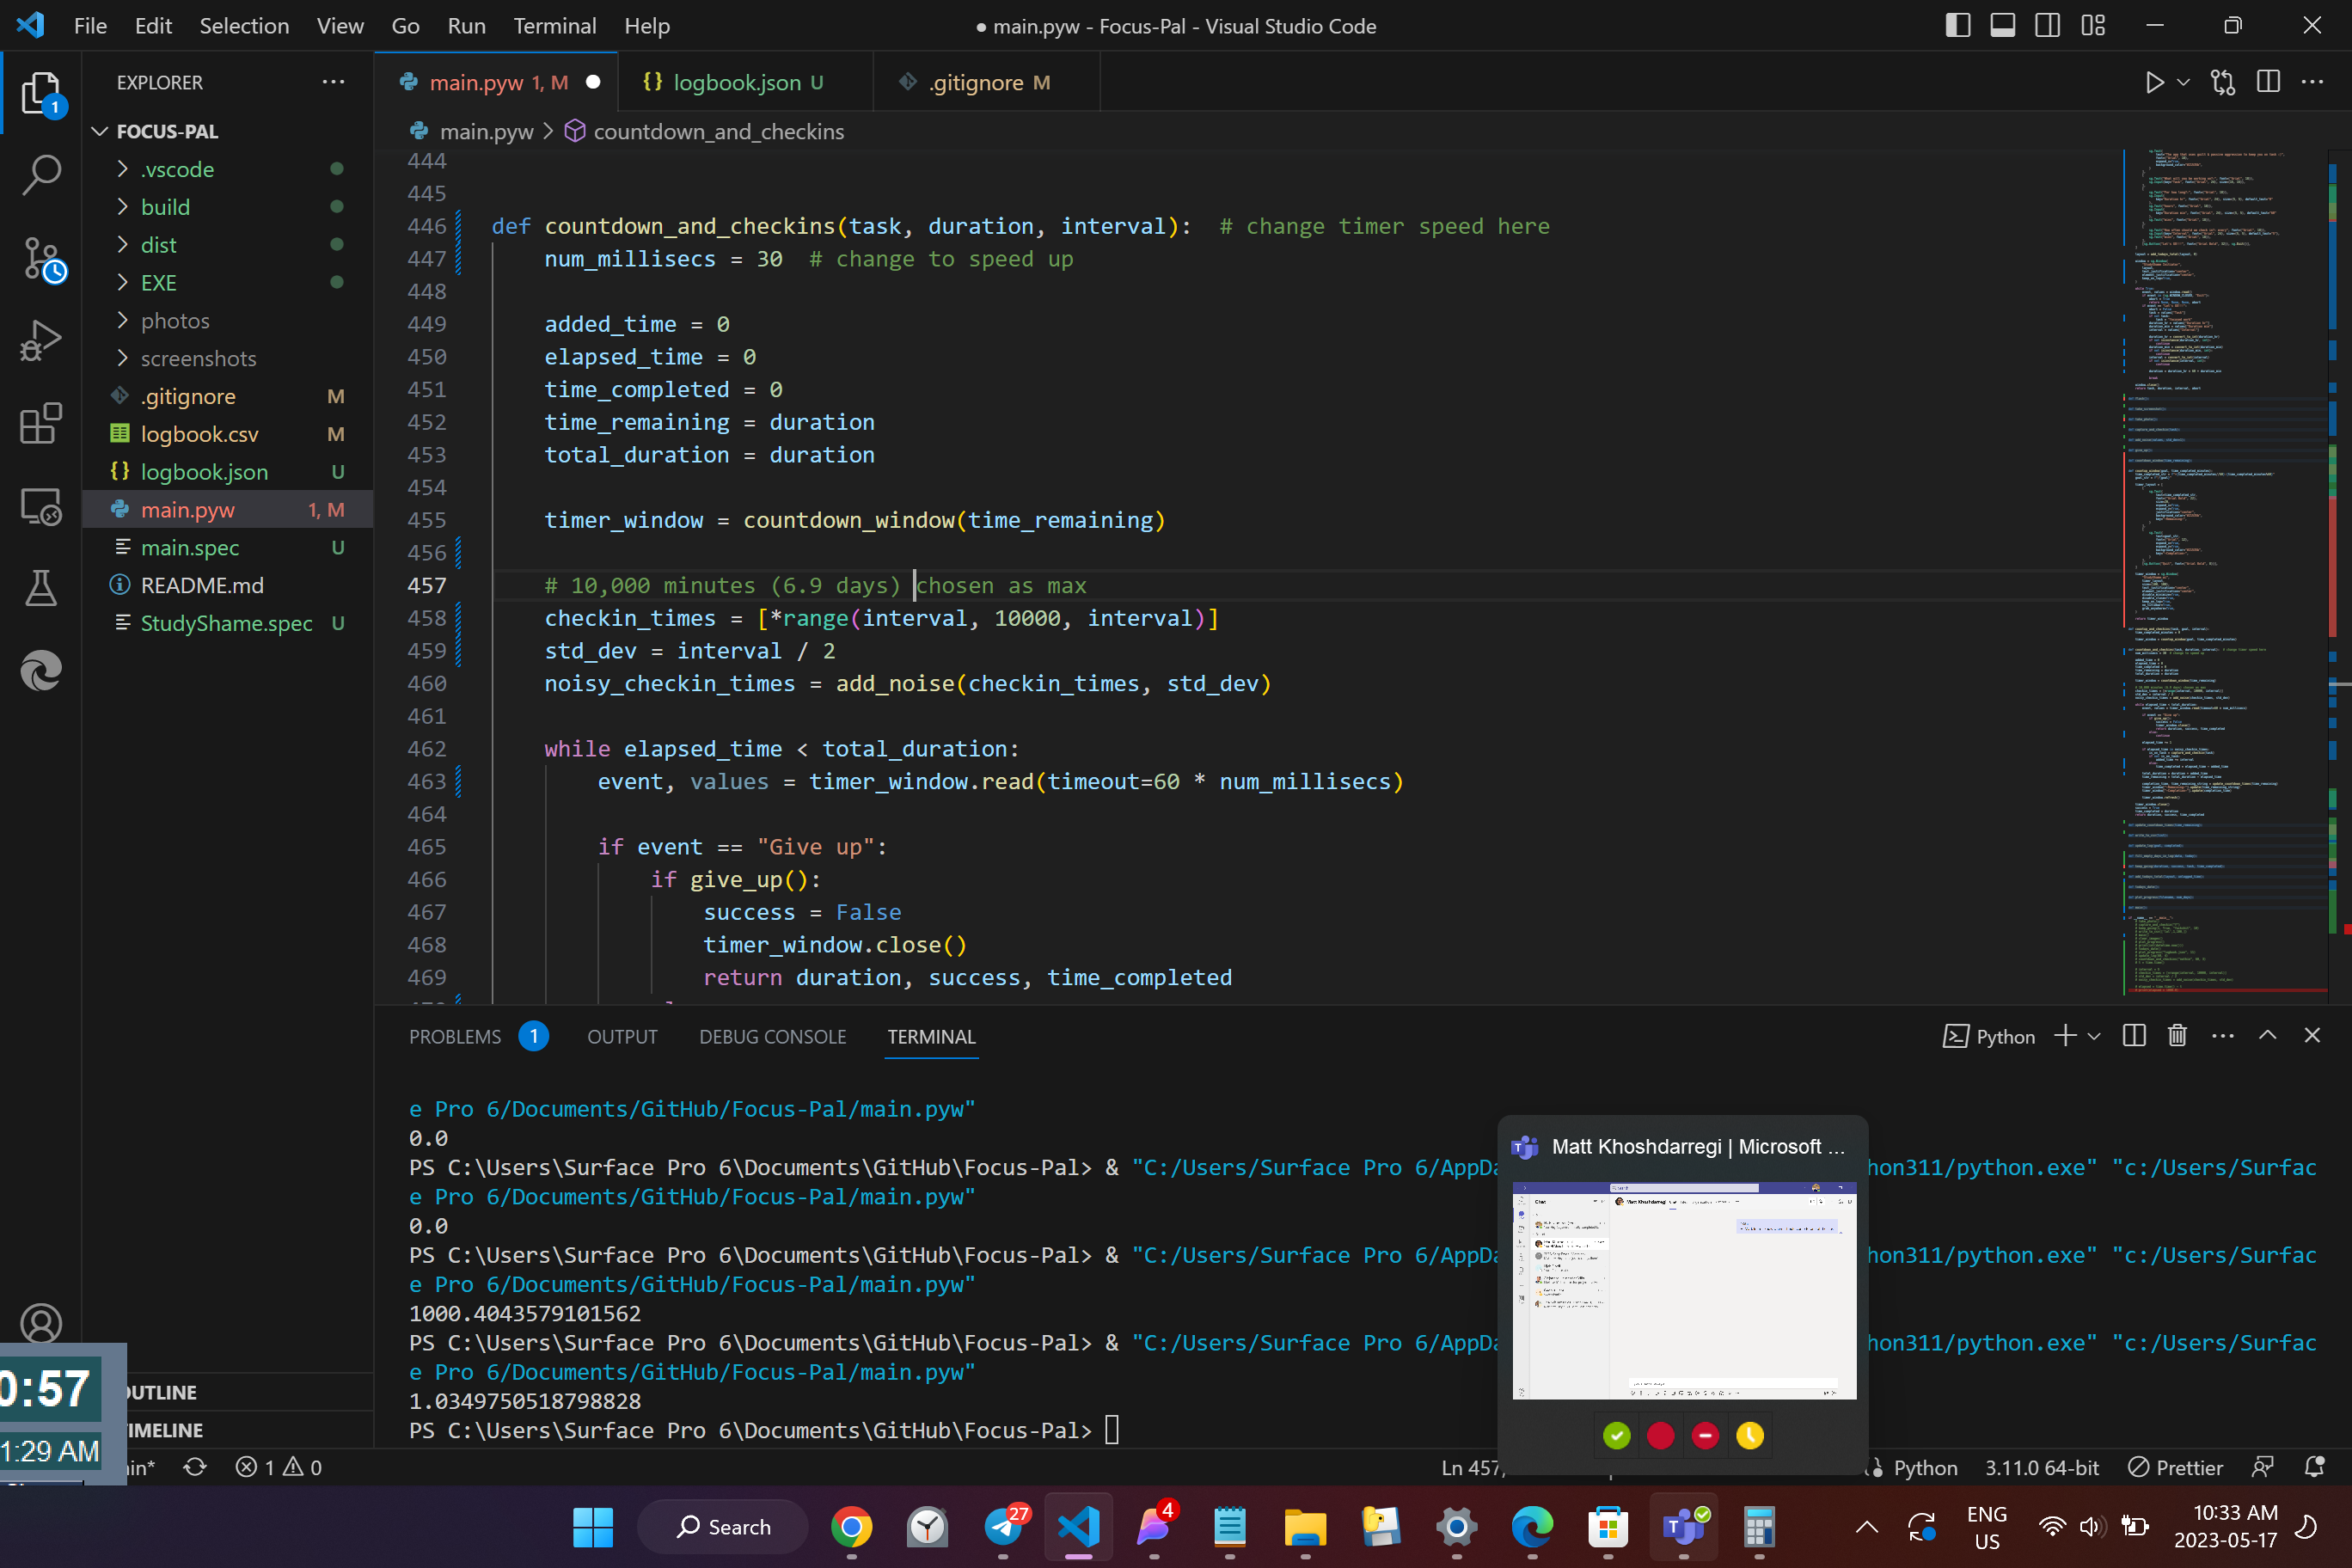 File Edit Selection View Go Run Terminal Help
● main.pyw - Focus-Pal - Visual Studio Code
EXPLORER
main.pyw 1, M
{} logbook.json U
.gitignore M
main.pyw > countdown_and_checkins
1
FOCUS-PAL
.vscode
build
dist
EXE
photos
screenshots
.gitignore M
logbook.csv M
{} logbook.json U
main.pyw 1, M
main.spec U
README.md
StudyShame.spec U
OUTLINE
TIMELINE
444
445
446 def countdown_and_checkins(task, duration, interval):  # change timer speed here
447 num_millisecs = 30  # change to speed up
448
449 added_time = 0
450 elapsed_time = 0
451 time_completed = 0
452 time_remaining = duration
453 total_duration = duration
454
455 timer_window = countdown_window(time_remaining)
456
457 # 10,000 minutes (6.9 days) chosen as max
458 checkin_times = [*range(interval, 10000, interval)]
459 std_dev = interval / 2
460 noisy_checkin_times = add_noise(checkin_times, std_dev)
461
462 while elapsed_time < total_duration:
463 event, values = timer_window.read(timeout=60 * num_millisecs)
464
465 if event == "Give up":
466 if give_up():
467 success = False
468 timer_window.close()
469 return duration, success, time_completed
PROBLEMS 1 OUTPUT DEBUG CONSOLE TERMINAL
Python
e Pro 6/Documents/GitHub/Focus-Pal/main.pyw"
0.0
PS C:\Users\Surface Pro 6\Documents\GitHub\Focus-Pal> & "C:/Users/Surface Pro 6/AppDa hon311/python.exe" "c:/Users/Surfac
e Pro 6/Documents/GitHub/Focus-Pal/main.pyw"
0.0
PS C:\Users\Surface Pro 6\Documents\GitHub\Focus-Pal> & "C:/Users/Surface Pro 6/AppDa hon311/python.exe" "c:/Users/Surfac
e Pro 6/Documents/GitHub/Focus-Pal/main.pyw"
1000.4043579101562
PS C:\Users\Surface Pro 6\Documents\GitHub\Focus-Pal> & "C:/Users/Surface Pro 6/AppDa hon311/python.exe" "c:/Users/Surfac
e Pro 6/Documents/GitHub/Focus-Pal/main.pyw"
1.0349750518798828
PS C:\Users\Surface Pro 6\Documents\GitHub\Focus-Pal>
Matt Khoshdarregi | Microsoft ...
0:57
1:29 AM
in* 1 0
Ln 457, Python 3.11.0 64-bit Prettier
Search
27
4
ENG
US
10:33 AM
2023-05-17